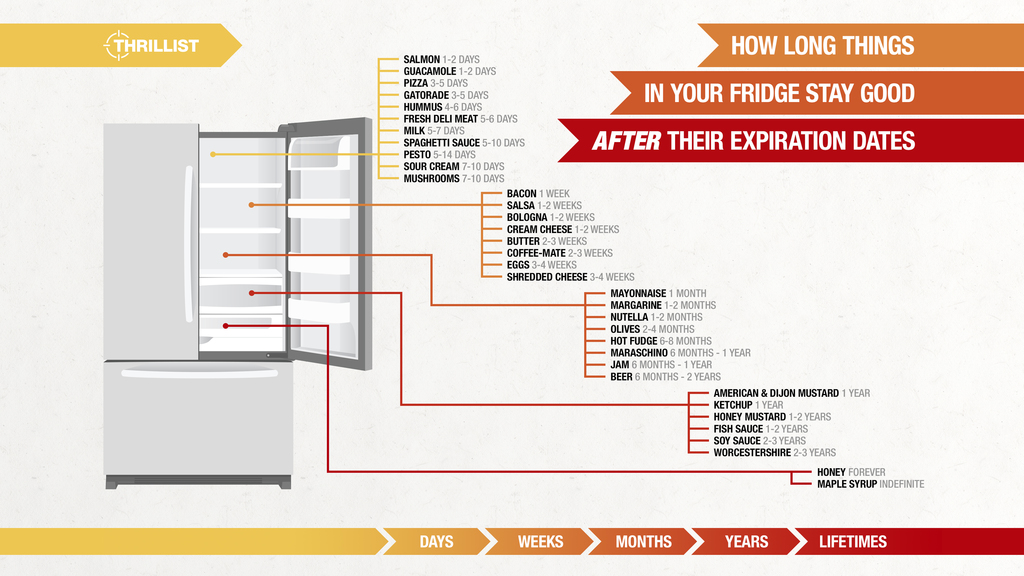 THRILLIST
HOW LONG THINGS
IN YOUR FRIDGE STAY GOOD
AFTER THEIR EXPIRATION DATES
SALMON 1-2 DAYS
GUACAMOLE 1-2 DAYS
PIZZA 3-5 DAYS
GATORADE 3-5 DAYS
HUMMUS 4-6 DAYS
FRESH DELI MEAT 5-6 DAYS
MILK 5-7 DAYS
SPAGHETTI SAUCE 5-10 DAYS
PESTO 5-14 DAYS
SOUR CREAM 7-10 DAYS
MUSHROOMS 7-10 DAYS
BACON 1 WEEK
SALSA 1-2 WEEKS
BOLOGNA 1-2 WEEKS
CREAM CHEESE 1-2 WEEKS
BUTTER 2-3 WEEKS
COFFEE-MATE 2-3 WEEKS
EGGS 3-4 WEEKS
SHREDDED CHEESE 3-4 WEEKS
MAYONNAISE 1 MONTH
MARGARINE 1-2 MONTHS
NUTELLA 1-2 MONTHS
OLIVES 2-4 MONTHS
HOT FUDGE 6-8 MONTHS
MARASCHINO 6 MONTHS - 1 YEAR
JAM 6 MONTHS - 1 YEAR
BEER 6 MONTHS - 2 YEARS
AMERICAN & DIJON MUSTARD 1 YEAR
KETCHUP 1 YEAR
HONEY MUSTARD 1-2 YEARS
FISH SAUCE 1-2 YEARS
SOY SAUCE 2-3 YEARS
WORCESTERSHIRE 2-3 YEARS
HONEY FOREVER
MAPLE SYRUP INDEFINITE
DAYS
WEEKS
MONTHS
YEARS
LIFETIMES